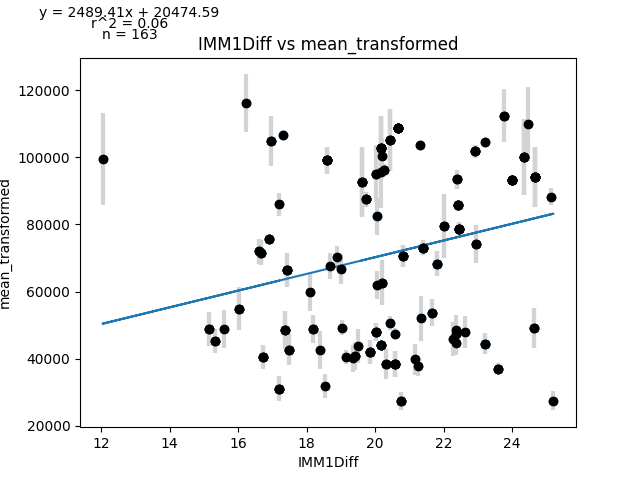 y = 2489.41x + 20474.59
r^2 = 0.06
n = 163
IMM1Diff vs mean_transformed
120000
100000
80000
60000
40000
20000
mean_transformed
12 14 16 18 20 22 24
IMM1Diff